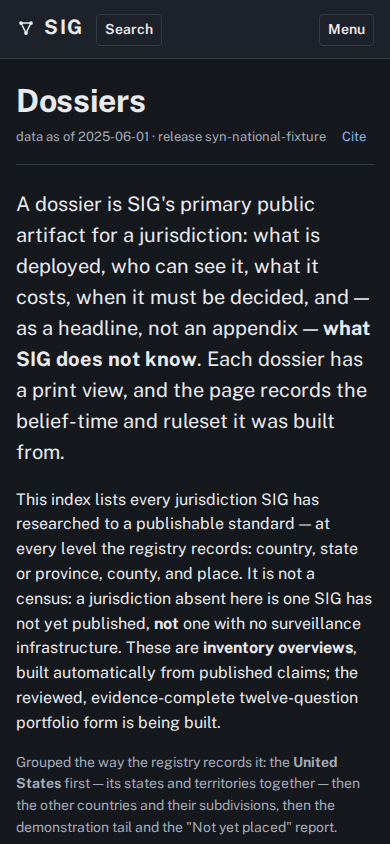 SIG Search Menu
Dossiers
data as of 2025-06-01 · release syn-national-fixture Cite
A dossier is SIG's primary public
artifact for a jurisdiction: what is
deployed, who can see it, what it
costs, when it must be decided, and —
as a headline, not an appendix — what
SIG does not know. Each dossier has
a print view, and the page records the
belief-time and ruleset it was built
from.
This index lists every jurisdiction SIG has
researched to a publishable standard — at
every level the registry records: country, state
or province, county, and place. It is not a
census: a jurisdiction absent here is one SIG has
not yet published, not one with no surveillance
infrastructure. These are inventory overviews,
built automatically from published claims; the
reviewed, evidence-complete twelve-question
portfolio form is being built.
Grouped the way the registry records it: the United
States first — its states and territories together — then
the other countries and their subdivisions, then the
demonstration tail and the "Not yet placed" report.